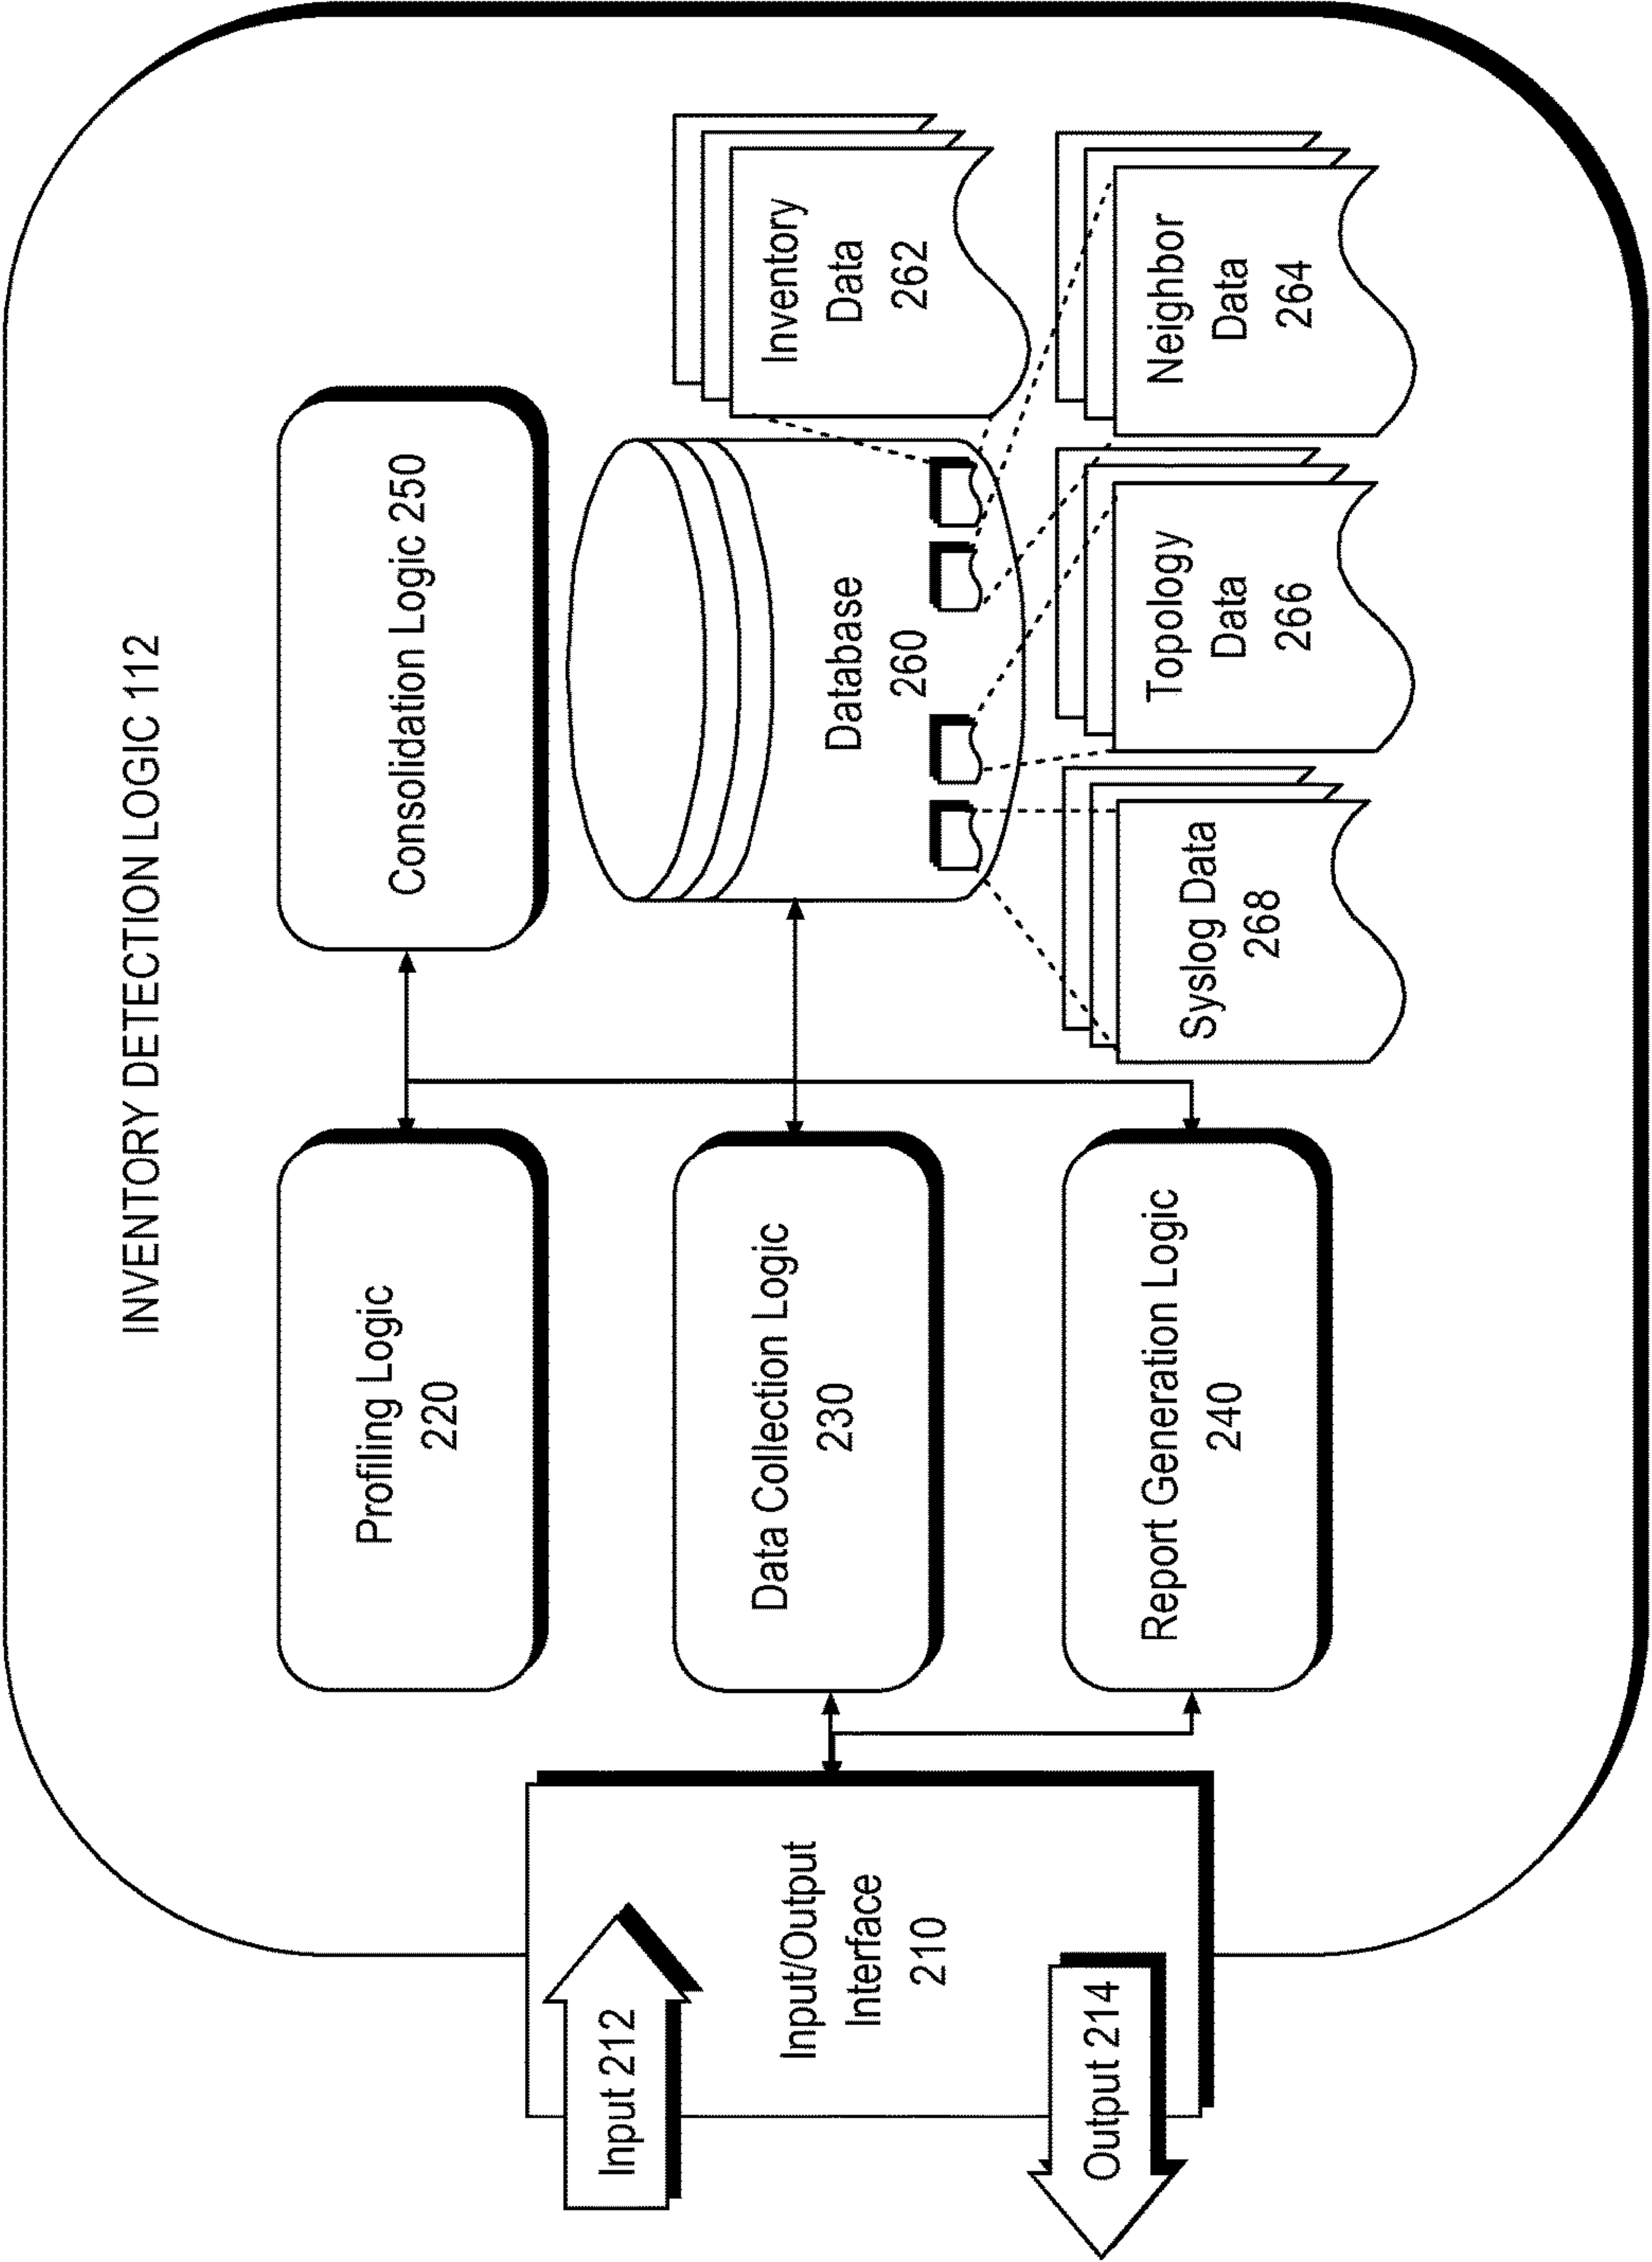 INVENTORY DETECTION LOGIC 112
Input 212
Input/Output
Interface
210
Output 214
Profiling Logic
220
Data Collection Logic
230
Report Generation Logic
240
Consolidation Logic 250
Database
260
Inventory
Data
262
Neighbor
Data
264
Topology
Data
266
Syslog Data
268